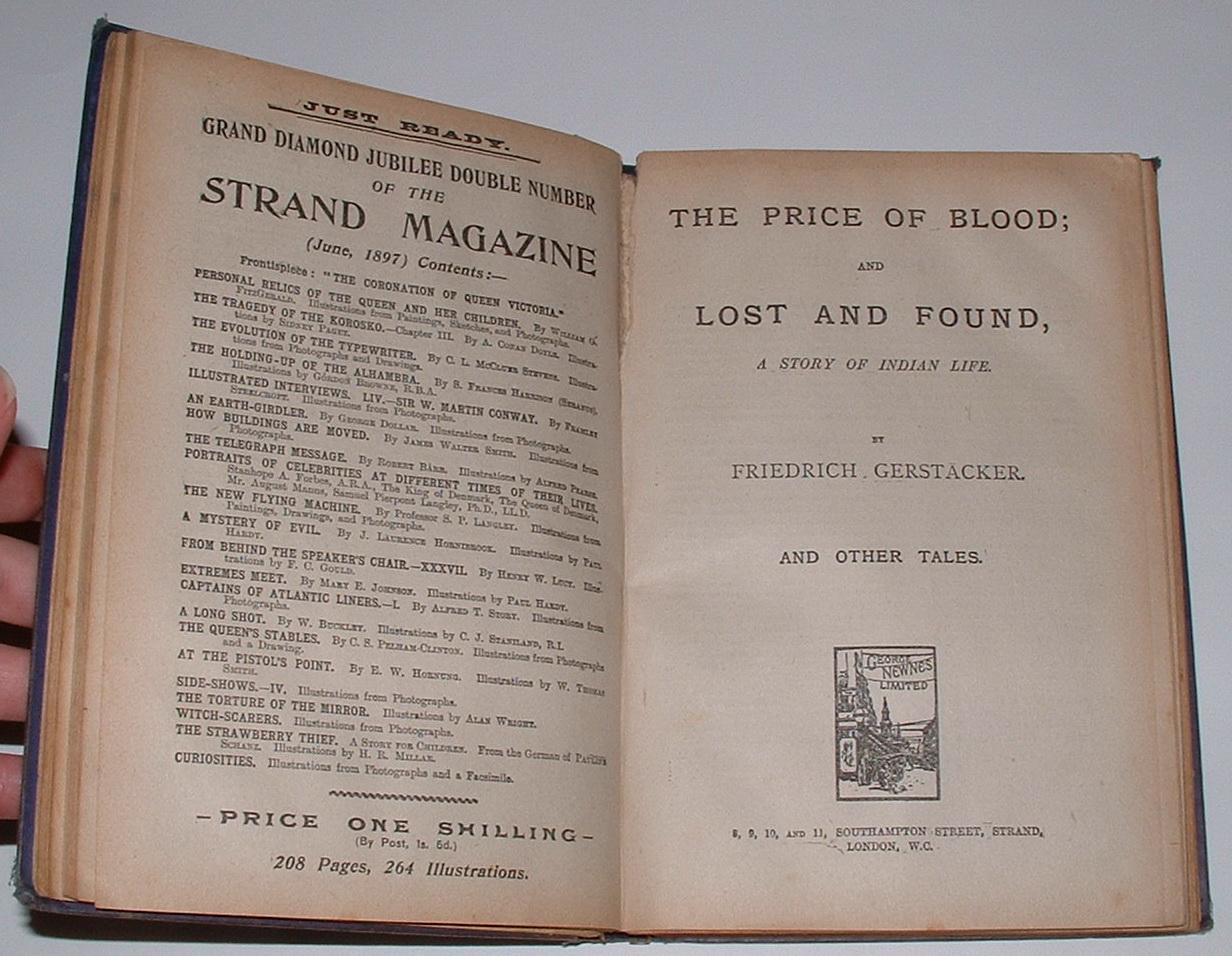 JUST READY.
GRAND DIAMOND JUBILEE DOUBLE NUMBER
OF THE
STRAND MAGAZINE
(June, 1897) Contents:—
Frontispiece: "THE CORONATION OF QUEEN VICTORIA."
PERSONAL RELICS OF THE QUEEN AND HER CHILDREN. By WILLIAM G.
FITZGERALD. Illustrations from Paintings, Sketches, and Photographs.
THE TRAGEDY OF THE KOROSKO.—Chapter III. By A. CONAN DOYLE. Illustra-
tions by SIDNEY PAGET.
THE EVOLUTION OF THE TYPEWRITER. By C. L. MCCLUER STEVENS. Illustra-
tions from Photographs and Drawings.
THE HOLDING-UP OF THE ALHAMBRA. By S. FRANCES HARRISON (SERANUS).
Illustrations by GORDON BROWNE, R.B.A.
ILLUSTRATED INTERVIEWS. LIV.—SIR W. MARTIN CONWAY. By FRAMLEY
STEELCROFT. Illustrations from Photographs.
AN EARTH-GIRDLER. By GEORGE DOLLAR. Illustrations from Photographs.
HOW BUILDINGS ARE MOVED. By JAMES WALTER SMITH. Illustrations from
Photographs.
THE TELEGRAPH MESSAGE. By ROBERT BARR. Illustrations by ALFRED PEARSE.
PORTRAITS OF CELEBRITIES AT DIFFERENT TIMES OF THEIR LIVES.
Stanhope A. Forbes, A.R.A., The King of Denmark, The Queen of Denmark,
Mr. August Manns, Samuel Pierpont Langley, Ph.D., LL.D.
THE NEW FLYING MACHINE. By Professor S. P. LANGLEY. Illustrations from
Paintings, Drawings, and Photographs.
A MYSTERY OF EVIL. By J. LAURENCE HORNIBROOK. Illustrations by PAUL
HARDY.
FROM BEHIND THE SPEAKER'S CHAIR.—XXXVII. By HENRY W. LUCY. Illus-
trations by F. C. GOULD.
EXTREMES MEET. By MARY E. JOHNSON. Illustrations by PAUL HARDY.
CAPTAINS OF ATLANTIC LINERS.—I. By ALFRED T. STORY. Illustrations from
Photographs.
A LONG SHOT. By W. BUCKLEY. Illustrations by C. J. STANILAND, R.I.
THE QUEEN'S STABLES. By C. S. PELHAM-CLINTON. Illustrations from Photographs
and a Drawing.
AT THE PISTOL'S POINT. By E. W. HORNUNG. Illustrations by W. THOMAS
SMITH.
SIDE-SHOWS.—IV. Illustrations from Photographs.
THE TORTURE OF THE MIRROR. Illustrations by ALAN WRIGHT.
WITCH-SCARERS. Illustrations from Photographs.
THE STRAWBERRY THIEF. A STORY FOR CHILDREN. From the German of
SCHANZ. Illustrations by H. R. MILLAR.
CURIOSITIES. Illustrations from Photographs and a Facsimile.
—PRICE ONE SHILLING—
(By Post, 1s. 6d.)
208 Pages, 264 Illustrations.
THE PRICE OF BLOOD;
AND
LOST AND FOUND,
A STORY OF INDIAN LIFE.
BY
FRIEDRICH GERSTÄCKER.
AND OTHER TALES.
GEORGE
NEWNES
LIMITED
8, 9, 10, AND 11, SOUTHAMPTON STREET, STRAND,
LONDON, W.C.